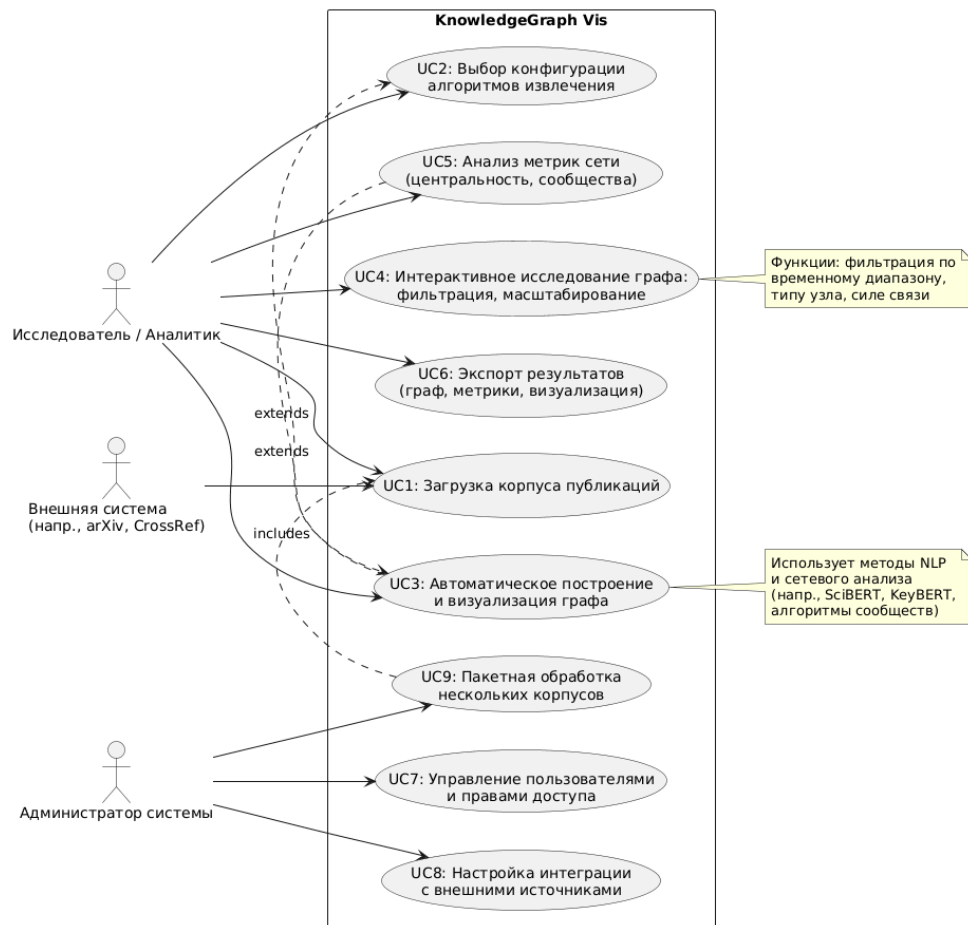 KnowledgeGraph Vis
UC2: Выбор конфигурации
алгоритмов извлечения
UC5: Анализ метрик сети
(центральность, сообщества)
UC4: Интерактивное исследование графа:
фильтрация, масштабирование
Функции: фильтрация по
временному диапазону,
типу узла, силе связи
Исследователь / Аналитик
UC6: Экспорт результатов
(граф, метрики, визуализация)
extends
extends
UC1: Загрузка корпуса публикаций
Внешняя система
(напр., arXiv, CrossRef)
includes
UC3: Автоматическое построение
и визуализация графа
Использует методы NLP
и сетевого анализа
(напр., SciBERT, KeyBERT,
алгоритмы сообществ)
UC9: Пакетная обработка
нескольких корпусов
Администратор системы
UC7: Управление пользователями
и правами доступа
UC8: Настройка интеграции
с внешними источниками